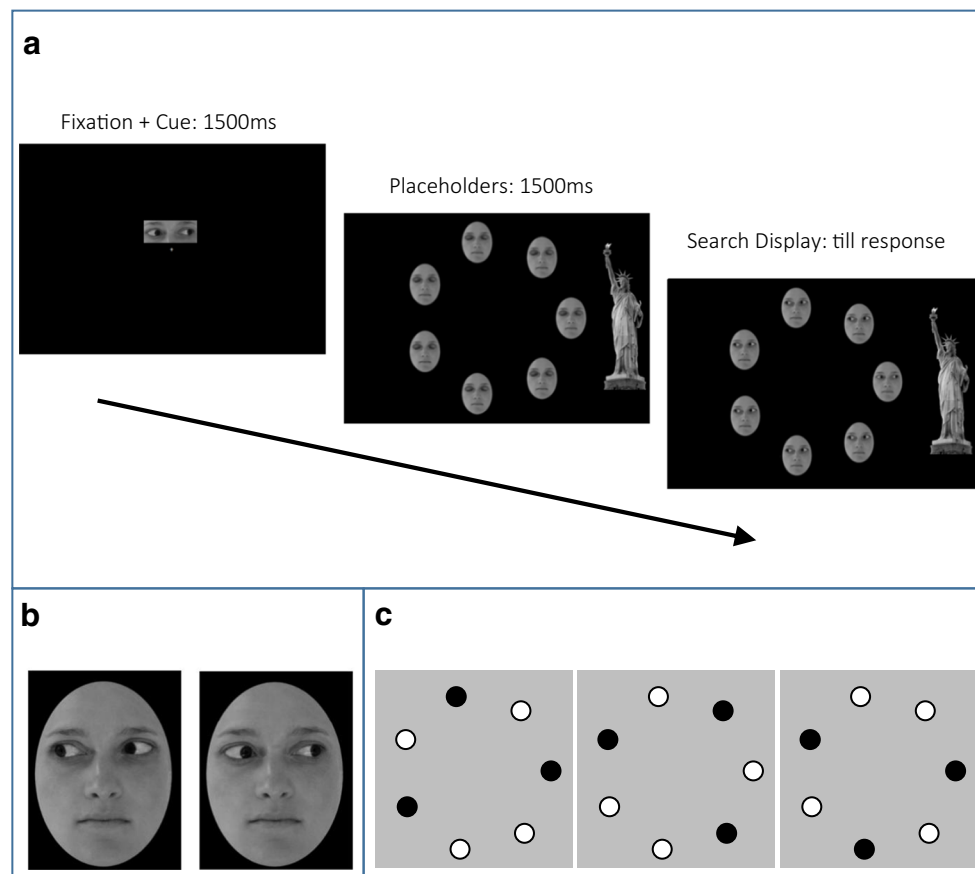 a
Fixation + Cue: 1500ms
Placeholders: 1500ms
Search Display: till response
b
c